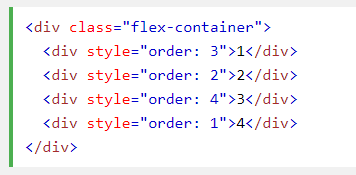 <div class="flex-container">
  <div style="order: 3">1</div>
  <div style="order: 2">2</div>
  <div style="order: 4">3</div>
  <div style="order: 1">4</div>
</div>